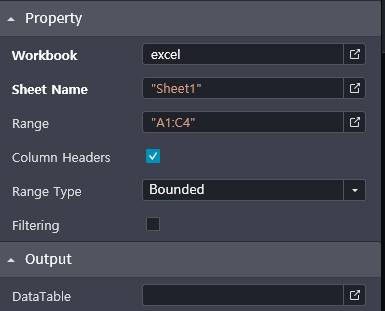 Property
Workbook excel
Sheet Name "Sheet1"
Range "A1:C4"
Column Headers
Range Type Bounded
Filtering
Output
DataTable